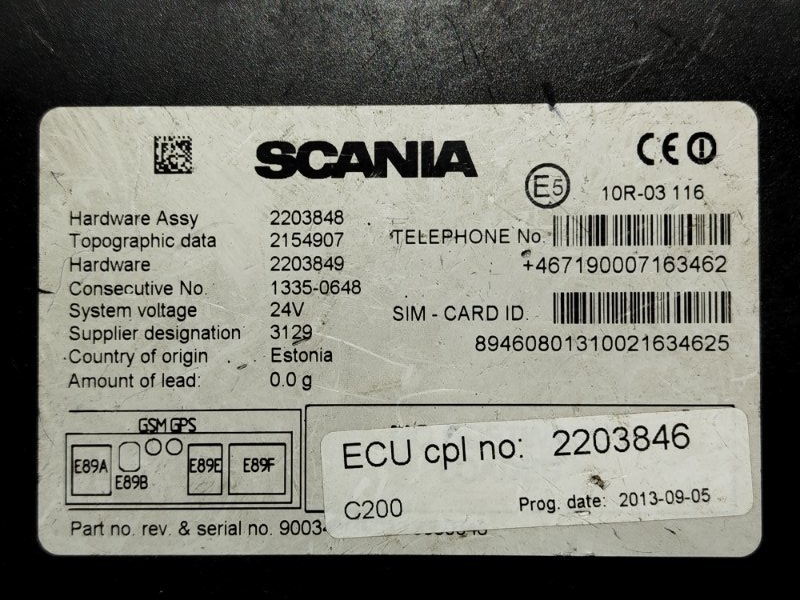 SCANIA
CE
E5
10R-03 116
Hardware Assy 2203848
Topographic data 2154907
TELEPHONE No.
Hardware 2203849
+467190007163462
Consecutive No. 1335-0648
System voltage 24V
SIM - CARD ID.
Supplier designation 3129
89460801310021634625
Country of origin Estonia
Amount of lead: 0.0 g
GSM GPS
E89A
E89B
E89E
E89F
ECU cpl no: 2203846
C200
Prog. date: 2013-09-05
Part no. rev. & serial no. 9003